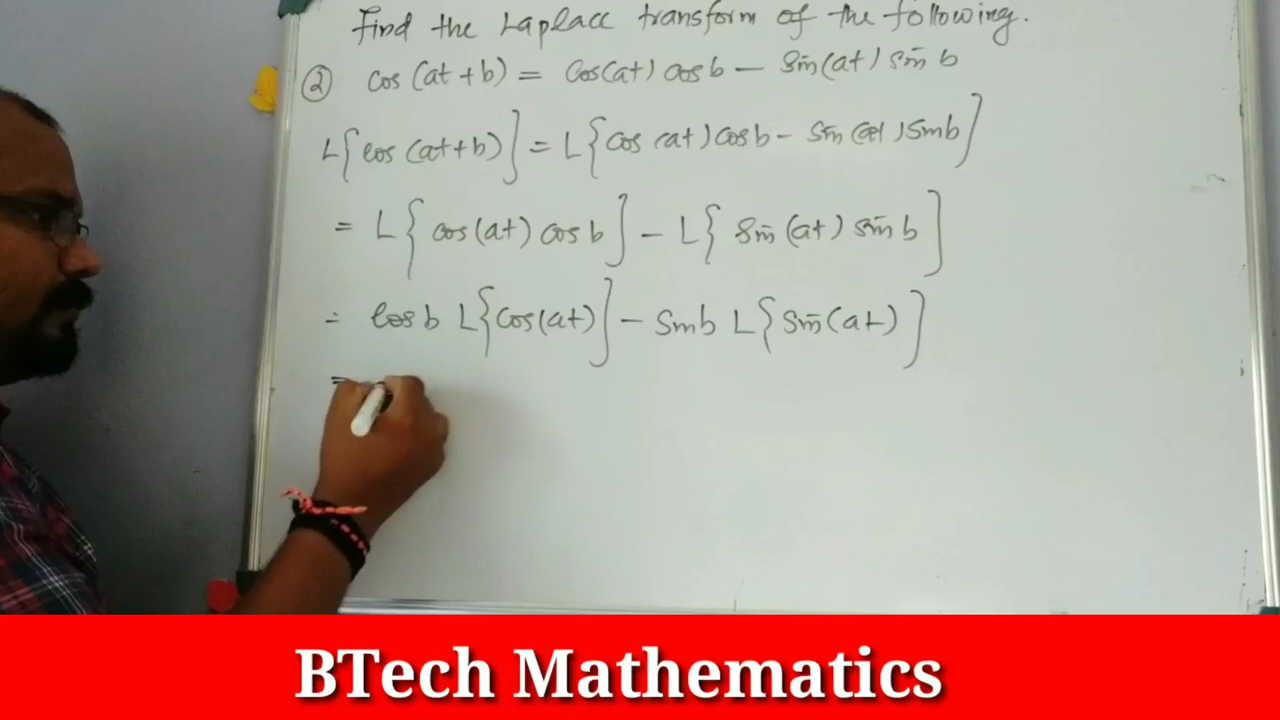 Find the Laplace transform of the following.
② cos (at + b) = cos(at) cos b – sin(at) sin b
L{cos (at+b)} = L{cos (at) cos b – sin (at) sin b}
= L{cos(at) cos b} – L{sin (at) sin b}
= cos b L{cos(at)} – sin b L{sin(at)}
=
BTech Mathematics